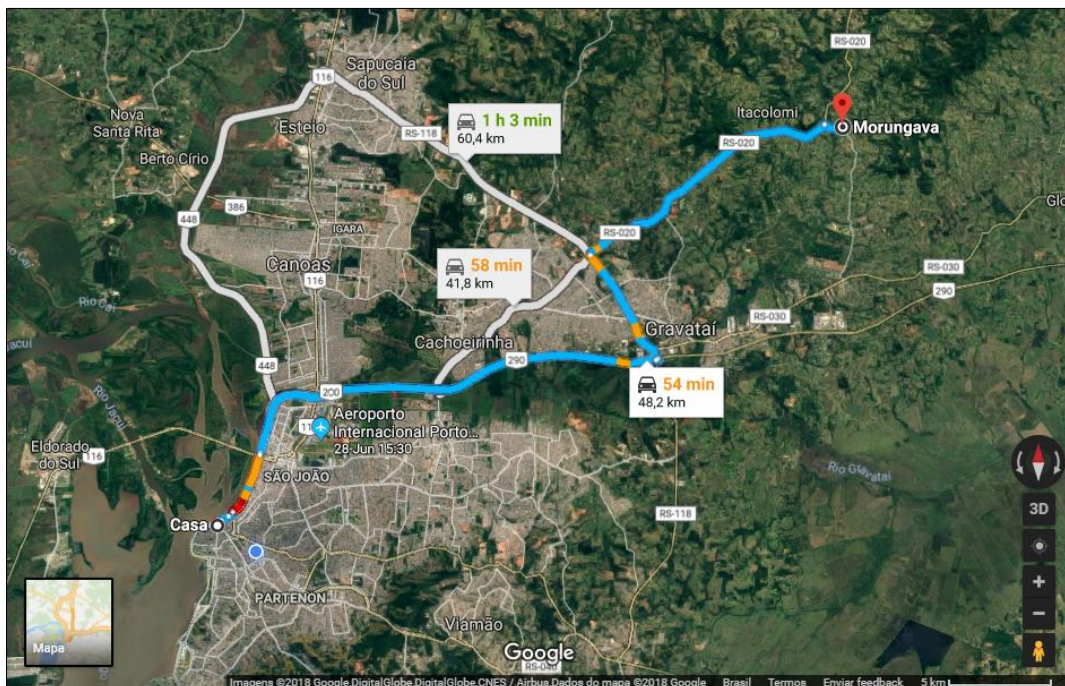 RS-020
Sapucaia
do Sul
116
Itacolomi
Nova
Santa Rita
Esteio
RS-118
1 h 3 min
60,4 km
Morungava
RS-020
Berto Círio
448
386
IGARA
RS-020
Canoas
58 min
41,8 km
116
RS-030
290
Rio Caí
Gravataí
RS-030
Cachoeirinha
290
448
54 min
48,2 km
200
Rio Jacuí
Aeroporto
Internacional Porto...
28 Jun 15:30
Eldorado
do Sul
116
SÃO JOÃO
Rio Gravataí
3D
Casa
RS-118
PARTENON
Viamão
Mapa
Google
RS-040
Imagens ©2018 Google DigitalGlobe,DigitalGlobe,CNES / Airbus,Dados do mapa ©2018 Google Brasil Termos Enviar feedback 5 km